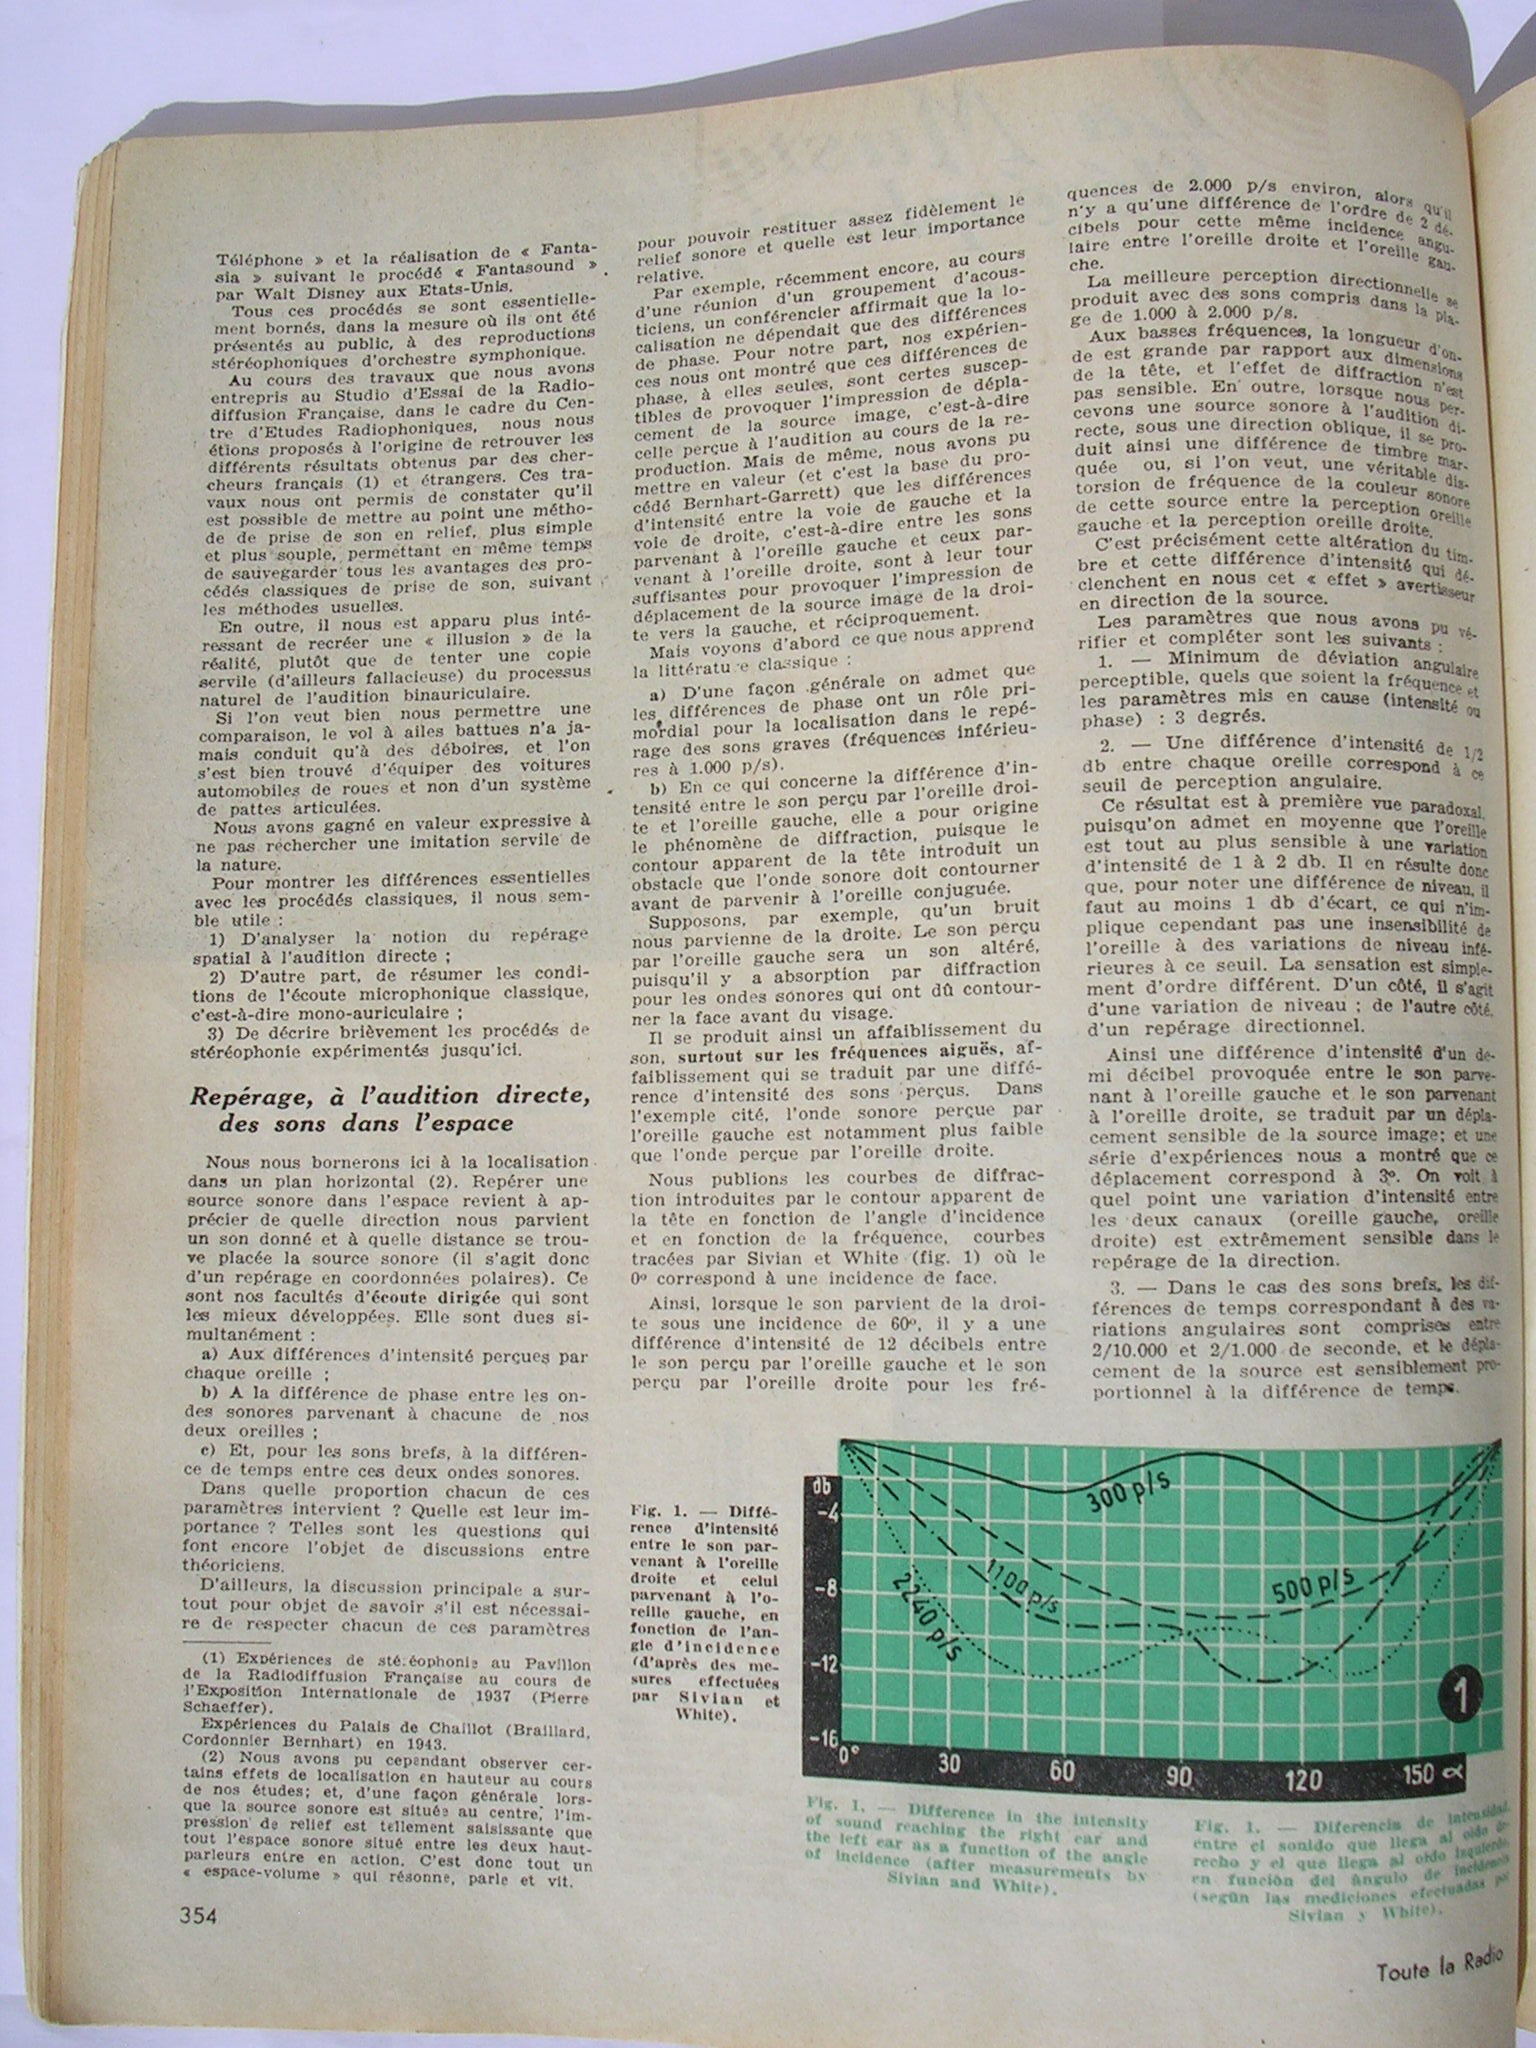 Téléphone » et la réalisation de « Fanta-
sia » suivant le procédé « Fantasound »
par Walt Disney aux Etats-Unis.
Tous ces procédés se sont essentielle-
ment bornés, dans la mesure où ils ont été
présentés au public, à des reproductions
stéréophoniques d'orchestre symphonique.
Au cours des travaux que nous avons
entrepris au Studio d'Essai de la Radio-
diffusion Française, dans le cadre du Cen-
tre d'Etudes Radiophoniques, nous nous
étions proposés à l'origine de retrouver les
différents résultats obtenus par des cher-
cheurs français (1) et étrangers. Ces tra-
vaux nous ont permis de constater qu'il
est possible de mettre au point une métho-
de de prise de son en relief, plus simple
et plus souple, permettant en même temps
de sauvegarder tous les avantages des pro-
cédés classiques de prise de son, suivant
les méthodes usuelles.
En outre, il nous est apparu plus inté-
ressant de recréer une « illusion » de la
réalité, plutôt que de tenter une copie
servile (d'ailleurs fallacieuse) du processus
naturel de l'audition binauriculaire.
Si l'on veut bien nous permettre une
comparaison, le vol à ailes battues n'a ja-
mais conduit qu'à des déboires, et l'on
s'est bien trouvé d'équiper des voitures
automobiles de roues et non d'un système
de pattes articulées.
Nous avons gagné en valeur expressive à
ne pas rechercher une imitation servile de
la nature.
Pour montrer les différences essentielles
avec les procédés classiques, il nous sem-
ble utile :
1) D'analyser la notion du repérage
spatial à l'audition directe ;
2) D'autre part, de résumer les condi-
tions de l'écoute microphonique classique,
c'est-à-dire mono-auriculaire ;
3) De décrire brièvement les procédés de
stéréophonie expérimentés jusqu'ici.
Repérage, à l'audition directe,
des sons dans l'espace
Nous nous bornerons ici à la localisation
dans un plan horizontal (2). Repérer une
source sonore dans l'espace revient à ap-
précier de quelle direction nous parvient
un son donné et à quelle distance se trou-
ve placée la source sonore (il s'agit donc
d'un repérage en coordonnées polaires). Ce
sont nos facultés d'écoute dirigée qui sont
les mieux développées. Elle sont dues si-
multanément :
a) Aux différences d'intensité perçues par
chaque oreille ;
b) A la différence de phase entre les on-
des sonores parvenant à chacune de nos
deux oreilles ;
c) Et, pour les sons brefs, à la différen-
ce de temps entre ces deux ondes sonores.
Dans quelle proportion chacun de ces
paramètres intervient ? Quelle est leur im-
portance ? Telles sont les questions qui
font encore l'objet de discussions entre
théoriciens.
D'ailleurs, la discussion principale a sur-
tout pour objet de savoir s'il est nécessai-
re de respecter chacun de ces paramètres
(1) Expériences de stéréophonie au Pavillon
de la Radiodiffusion Française au cours de
l'Exposition Internationale de 1937 (Pierre
Schaeffer).
Expériences du Palais de Chaillot (Braillard,
Cordonnier Bernhart) en 1943.
(2) Nous avons pu cependant observer cer-
tains effets de localisation en hauteur au cours
de nos études; et, d'une façon générale lors-
que la source sonore est située au centre, l'im-
pression de relief est tellement saisissante que
tout l'espace sonore situé entre les deux haut-
parleurs entre en action. C'est donc tout un
« espace-volume » qui résonne, parle et vit.
354
pour pouvoir restituer assez fidèlement le
relief sonore et quelle est leur importance
relative.
Par exemple, récemment encore, au cours
d'une réunion d'un groupement d'acous-
ticiens, un conférencier affirmait que la lo-
calisation ne dépendait que des différences
de phase. Pour notre part, nos expérien-
ces nous ont montré que ces différences de
phase, à elles seules, sont certes suscep-
tibles de provoquer l'impression de dépla-
cement de la source image, c'est-à-dire
celle perçue à l'audition au cours de la re-
production. Mais de même, nous avons pu
mettre en valeur (et c'est la base du pro-
cédé Bernhart-Garrett) que les différences
d'intensité entre la voie de gauche et la
voie de droite, c'est-à-dire entre les sons
parvenant à l'oreille gauche et ceux par-
venant à l'oreille droite, sont à leur tour
suffisantes pour provoquer l'impression de
déplacement de la source image de la droi-
te vers la gauche, et réciproquement.
Mais voyons d'abord ce que nous apprend
la littérature classique :
a) D'une façon générale on admet que
les différences de phase ont un rôle pri-
mordial pour la localisation dans le repé-
rage des sons graves (fréquences inférieu-
res à 1.000 p/s).
b) En ce qui concerne la différence d'in-
tensité entre le son perçu par l'oreille droi-
te et l'oreille gauche, elle a pour origine
le phénomène de diffraction, puisque le
contour apparent de la tête introduit un
obstacle que l'onde sonore doit contourner
avant de parvenir à l'oreille conjuguée.
Supposons, par exemple, qu'un bruit
nous parvienne de la droite. Le son perçu
par l'oreille gauche sera un son altéré,
puisqu'il y a absorption par diffraction
pour les ondes sonores qui ont dû contour-
ner la face avant du visage.
Il se produit ainsi un affaiblissement du
son, surtout sur les fréquences aiguës, af-
faiblissement qui se traduit par une diffé-
rence d'intensité des sons perçus. Dans
l'exemple cité, l'onde sonore perçue par
l'oreille gauche est notamment plus faible
que l'onde perçue par l'oreille droite.
Nous publions les courbes de diffrac-
tion introduites par le contour apparent de
la tête en fonction de l'angle d'incidence
et en fonction de la fréquence, courbes
tracées par Sivian et White (fig. 1) où le
0° correspond à une incidence de face.
Ainsi, lorsque le son parvient de la droi-
te sous une incidence de 60°, il y a une
différence d'intensité de 12 décibels entre
le son perçu par l'oreille gauche et le son
perçu par l'oreille droite pour les fré-
quences de 2.000 p/s environ, alors qu'il
n'y a qu'une différence de l'ordre de 2 dé-
cibels pour cette même incidence angu-
laire entre l'oreille droite et l'oreille gau-
che.
La meilleure perception directionnelle se
produit avec des sons compris dans la pla-
ge de 1.000 à 2.000 p/s.
Aux basses fréquences, la longueur d'on-
de est grande par rapport aux dimensions
de la tête, et l'effet de diffraction n'est
pas sensible. En outre, lorsque nous per-
cevons une source sonore à l'audition di-
recte, sous une direction oblique, il se pro-
duit ainsi une différence de timbre mar-
quée ou, si l'on veut, une véritable dis-
torsion de fréquence de la couleur sonore
de cette source entre la perception oreille
gauche et la perception oreille droite.
C'est précisément cette altération du tim-
bre et cette différence d'intensité qui dé-
clenchent en nous cet « effet » avertisseur
en direction de la source.
Les paramètres que nous avons pu vé-
rifier et compléter sont les suivants :
1. — Minimum de déviation angulaire
perceptible, quels que soient la fréquence et
les paramètres mis en cause (intensité ou
phase) : 3 degrés.
2. — Une différence d'intensité de 1/2
db entre chaque oreille correspond à ce
seuil de perception angulaire.
Ce résultat est à première vue paradoxal,
puisqu'on admet en moyenne que l'oreille
est tout au plus sensible à une variation
d'intensité de 1 à 2 db. Il en résulte donc
que, pour noter une différence de niveau, il
faut au moins 1 db d'écart, ce qui n'im-
plique cependant pas une insensibilité de
l'oreille à des variations de niveau infé-
rieures à ce seuil. La sensation est simple-
ment d'ordre différent. D'un côté, il s'agit
d'une variation de niveau ; de l'autre côté,
d'un repérage directionnel.
Ainsi une différence d'intensité d'un de-
mi décibel provoquée entre le son parve-
nant à l'oreille gauche et le son parvenant
à l'oreille droite, se traduit par un dépla-
cement sensible de la source image; et une
série d'expériences nous a montré que ce
déplacement correspond à 3°. On voit à
quel point une variation d'intensité entre
les deux canaux (oreille gauche, oreille
droite) est extrêmement sensible dans le
repérage de la direction.
3. — Dans le cas des sons brefs, les dif-
férences de temps correspondant à des va-
riations angulaires sont comprises entre
2/10.000 et 2/1.000 de seconde, et le dépla-
cement de la source est sensiblement pro-
portionnel à la différence de temps.
Fig. 1. — Diffé-
rence d'intensité
entre le son par-
venant à l'oreille
droite et celui
parvenant à l'o-
reille gauche, en
fonction de l'an-
gle d'incidence
(d'après des me-
sures effectuées
par Sivian et
White).
db
-4
-8
-12
-16
0° 30 60 90 120 150 α
300 p/s
500 p/s
1100 p/s
2240 p/s
1
Fig. 1. — Difference in the intensity
of sound reaching the right ear and
the left ear as a function of the angle
of incidence (after measurements by
Sivian and White).
Fig. 1. — Diferencia de intensidad
entre el sonido que llega al oído de-
recho y el que llega al oído izquierdo
en función del ángulo de incidencia
(según las mediciones efectuadas por
Sivian y White).
Toute la Radio